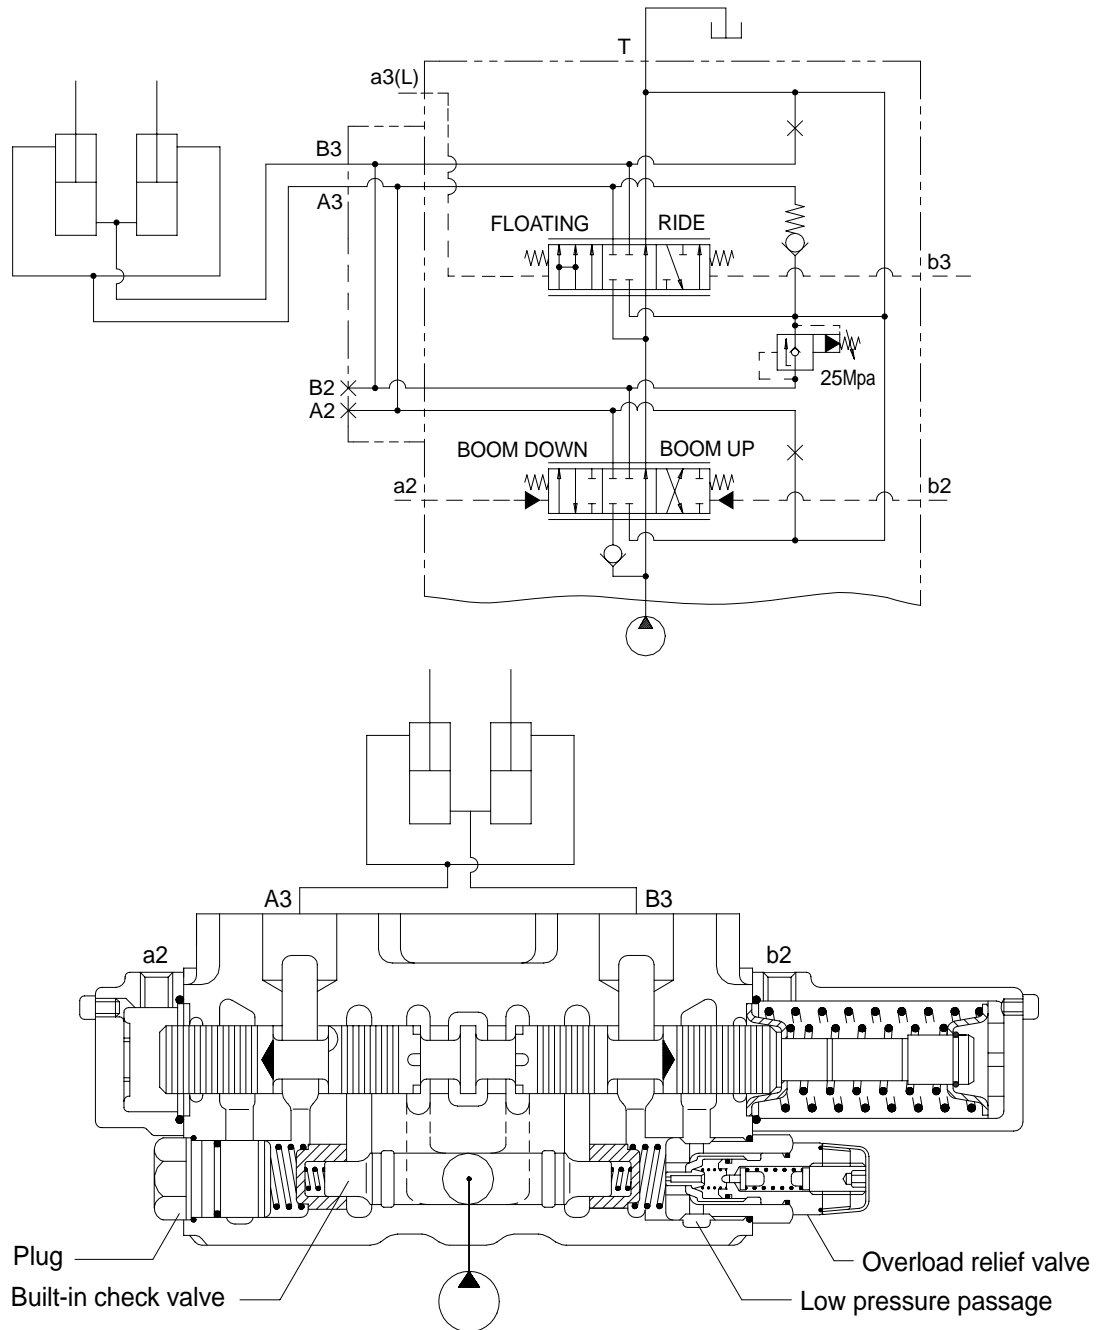 T
a3(L)
B3
A3
FLOATING RIDE
b3
25Mpa
B2
A2
BOOM DOWN BOOM UP
a2 b2
A3 B3
a2 b2
Plug
Overload relief valve
Built-in check valve
Low pressure passage